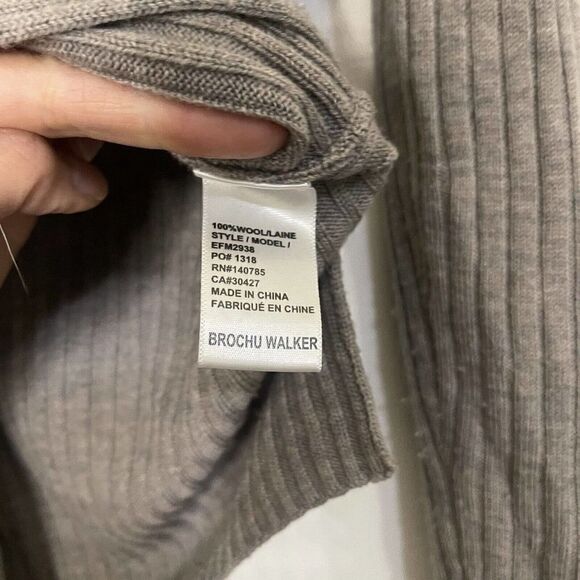 100%WOOL/LAINE
STYLE / MODEL /
EFM2938
PO# 1318
RN#140785
CA#30427
MADE IN CHINA
FABRIQUÉ EN CHINE
BROCHU WALKER